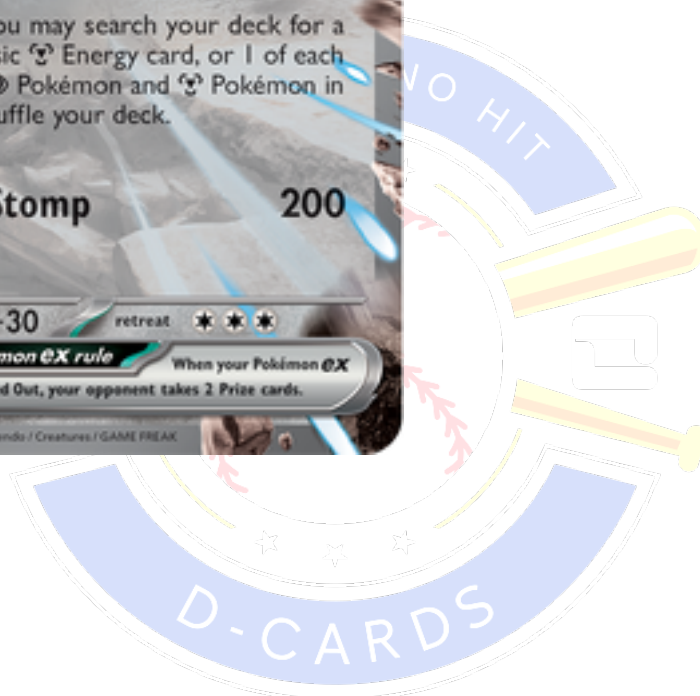 ou may search your deck for a
sic Energy card, or 1 of each
Pokémon and Pokémon in
uffle your deck.
Stomp 200
-30 retreat
mon ex rule When your Pokémon ex
d Out, your opponent takes 2 Prize cards.
endo / Creatures / GAME FREAK
NO HIT
D-CARDS